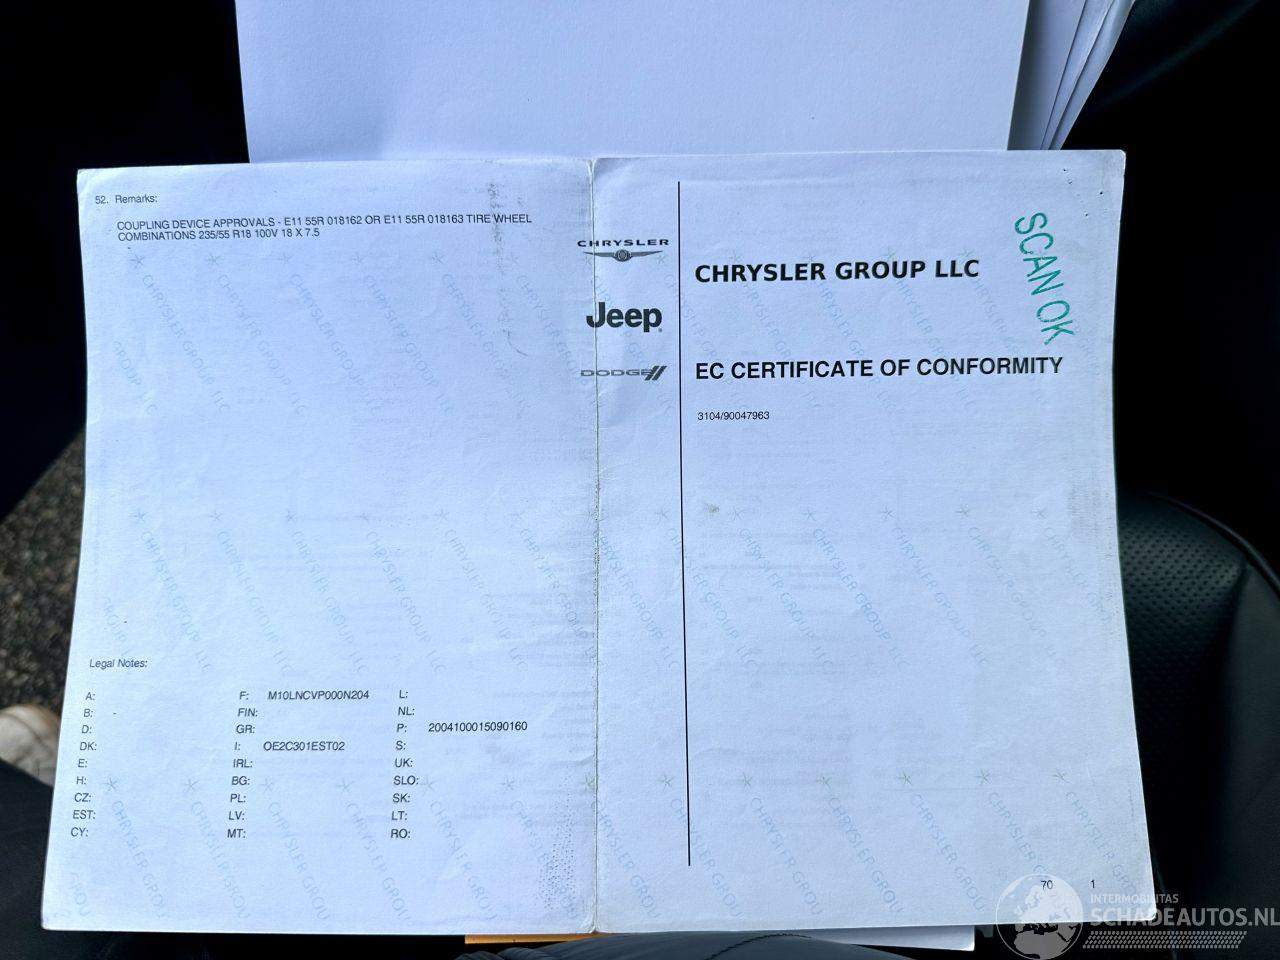 52. Remarks:
COUPLING DEVICE APPROVALS - E11 55R 018162 OR E11 55R 018163 TIRE WHEEL
COMBINATIONS 235/55 R18 100V 18 X 7.5
Legal Notes:
A: F: M10LNCVP000N204 L:
B: - FIN: NL:
D: GR: P: 2004100015090160
DK: I: OE2C301EST02 S:
E: IRL: UK:
H: BG: SLO:
CZ: PL: SK:
EST: LV: LT:
CY: MT: RO:
CHRYSLER
Jeep
DODGE
CHRYSLER GROUP LLC
EC CERTIFICATE OF CONFORMITY
3104/90047963
SCAN OK
70 1
CHRYSLER GROUP LLC
INTERMOBILITAS
SCHADEAUTOS.NL